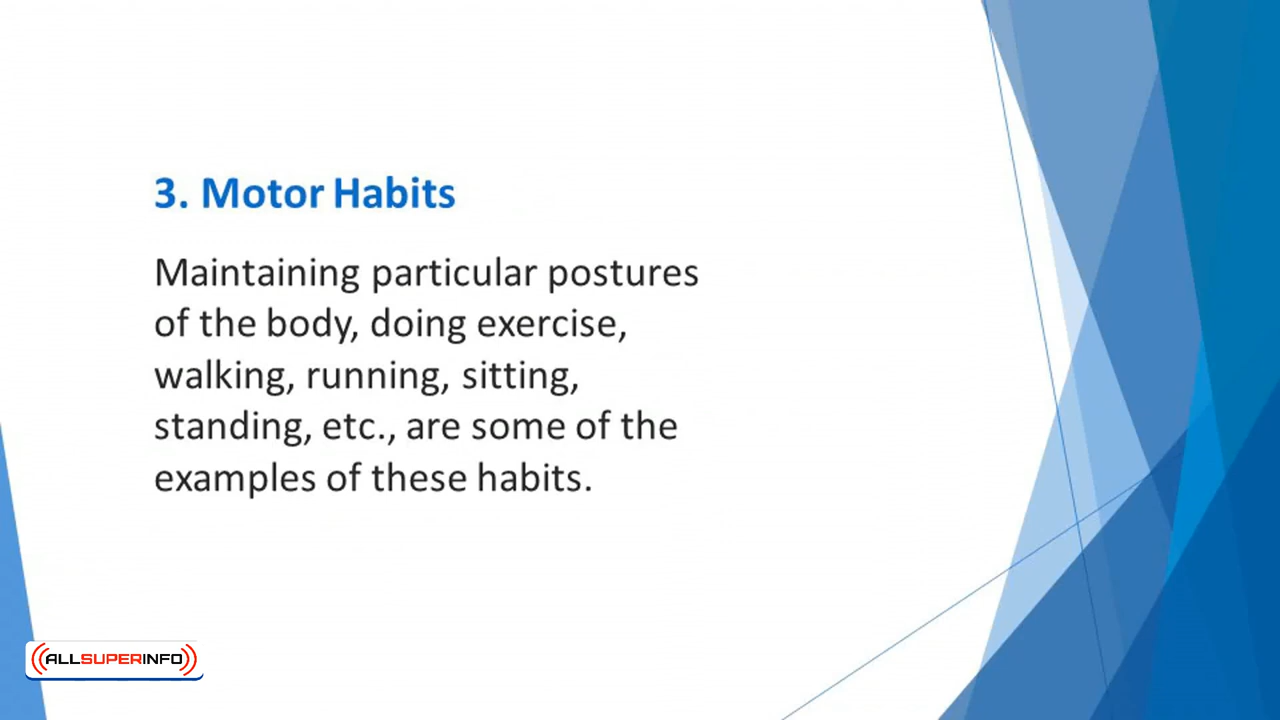 3. Motor Habits
Maintaining particular postures
of the body, doing exercise,
walking, running, sitting,
standing, etc., are some of the
examples of these habits.
ALLSUPERINFO